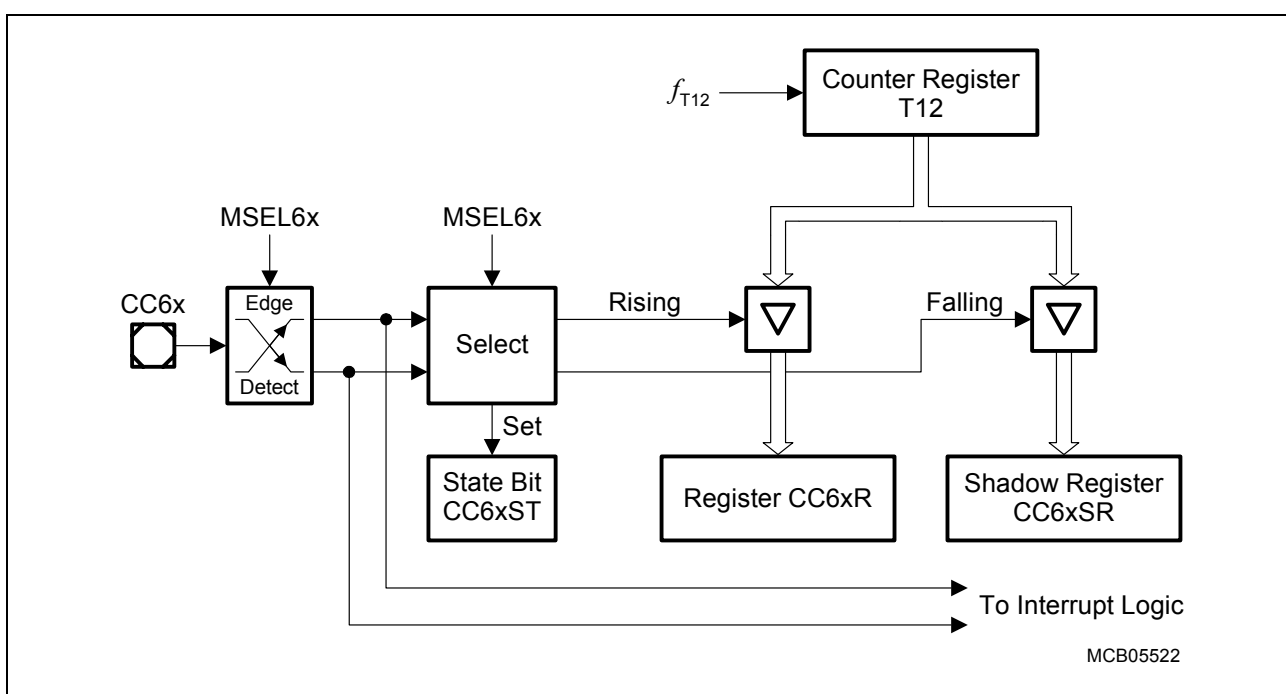 Counter Register
T12
fT12
MSEL6x
MSEL6x
CC6x
Edge
Detect
Select
Rising
Falling
Set
State Bit
CC6xST
Register CC6xR
Shadow Register
CC6xSR
To Interrupt Logic
MCB05522